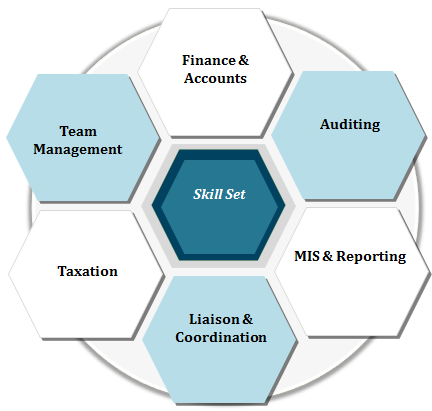 Finance &
Accounts
Team
Management
Auditing
Skill Set
Taxation
MIS & Reporting
Liaison &
Coordination